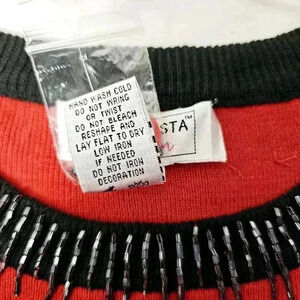 HAND WASH COLD
DO NOT WRING
OR TWIST
DO NOT BLEACH
RESHAPE AND
LAY FLAT TO DRY
LOW IRON
IF NEEDED
DO NOT IRON
DECORATION
STA™